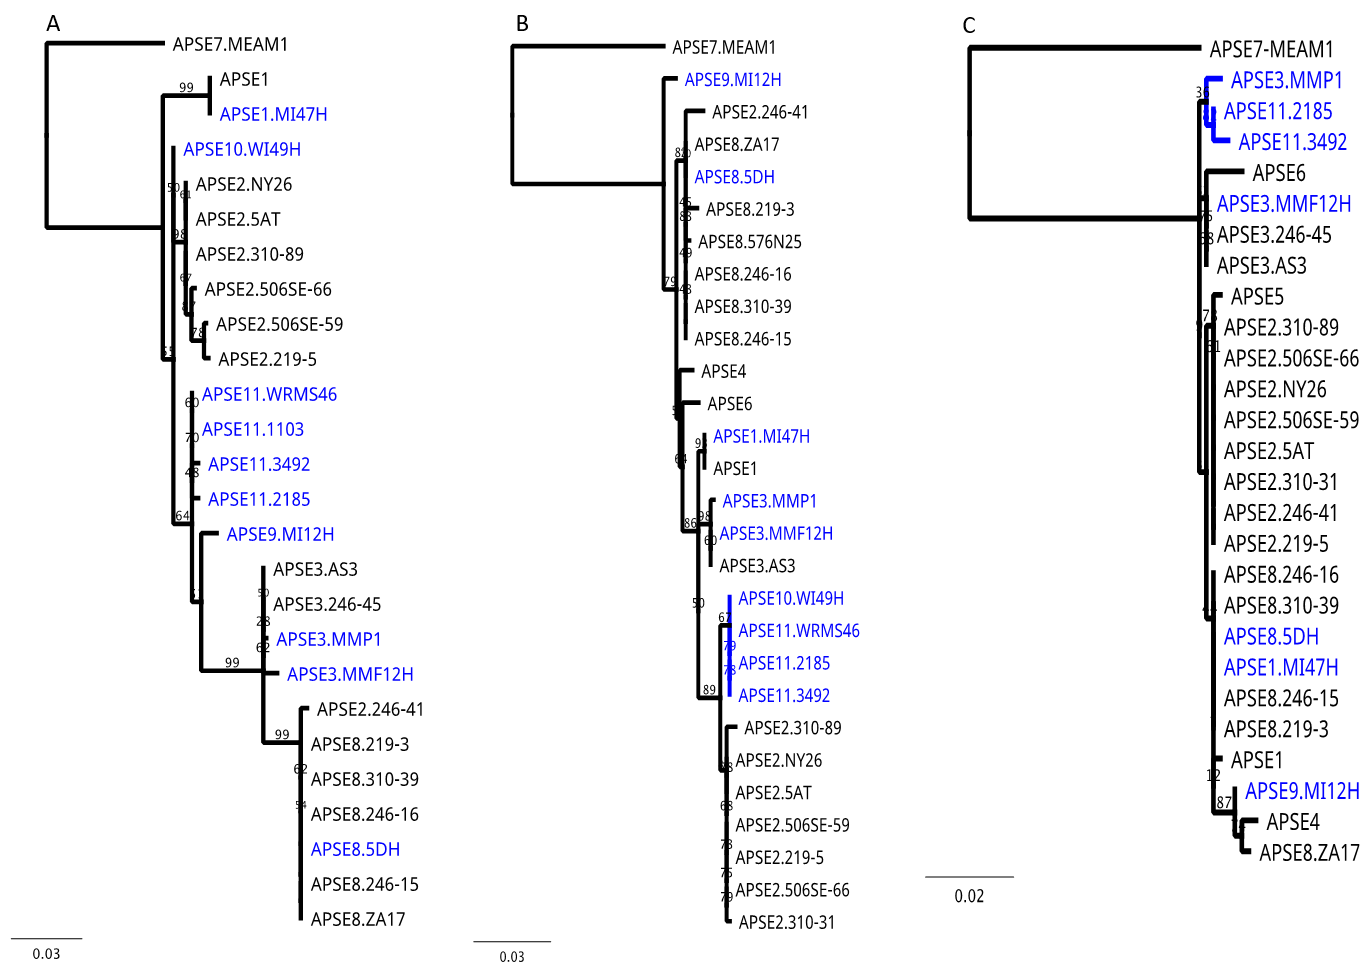 A
APSE7.MEAM1
APSE1
99
APSE1.MI47H
APSE10.WI49H
50
APSE2.NY26
61
APSE2.5AT
98
APSE2.310-89
67
APSE2.506SE-66
APSE2.506SE-59
78
APSE2.219-5
APSE11.WRMS46
60
APSE11.1103
70
APSE11.3492
48
APSE11.2185
64
APSE9.MI12H
APSE3.AS3
50
APSE3.246-45
28
APSE3.MMP1
62
99
APSE3.MMF12H
APSE2.246-41
99
APSE8.219-3
62
APSE8.310-39
54
APSE8.246-16
APSE8.5DH
APSE8.246-15
APSE8.ZA17
0.03
B
APSE7.MEAM1
APSE9.MI12H
APSE2.246-41
APSE8.ZA17
APSE8.5DH
APSE8.219-3
APSE8.576N25
49
APSE8.246-16
79
48
APSE8.310-39
APSE8.246-15
APSE4
APSE6
APSE1.MI47H
64
APSE1
APSE3.MMP1
98
86
APSE3.MMF12H
60
APSE3.AS3
APSE10.WI49H
50
67
APSE11.WRMS46
79
APSE11.2185
78
89
APSE11.3492
APSE2.310-89
APSE2.NY26
APSE2.5AT
68
APSE2.506SE-59
78
APSE2.219-5
75
APSE2.506SE-66
79
APSE2.310-31
0.03
C
APSE7-MEAM1
APSE3.MMP1
APSE11.2185
APSE11.3492
APSE6
APSE3.MMF12H
APSE3.246-45
APSE3.AS3
APSE5
APSE2.310-89
APSE2.506SE-66
APSE2.NY26
APSE2.506SE-59
APSE2.5AT
APSE2.310-31
APSE2.246-41
APSE2.219-5
APSE8.246-16
APSE8.310-39
APSE8.5DH
APSE1.MI47H
APSE8.246-15
APSE8.219-3
APSE1
12
APSE9.MI12H
87
APSE4
APSE8.ZA17
0.02